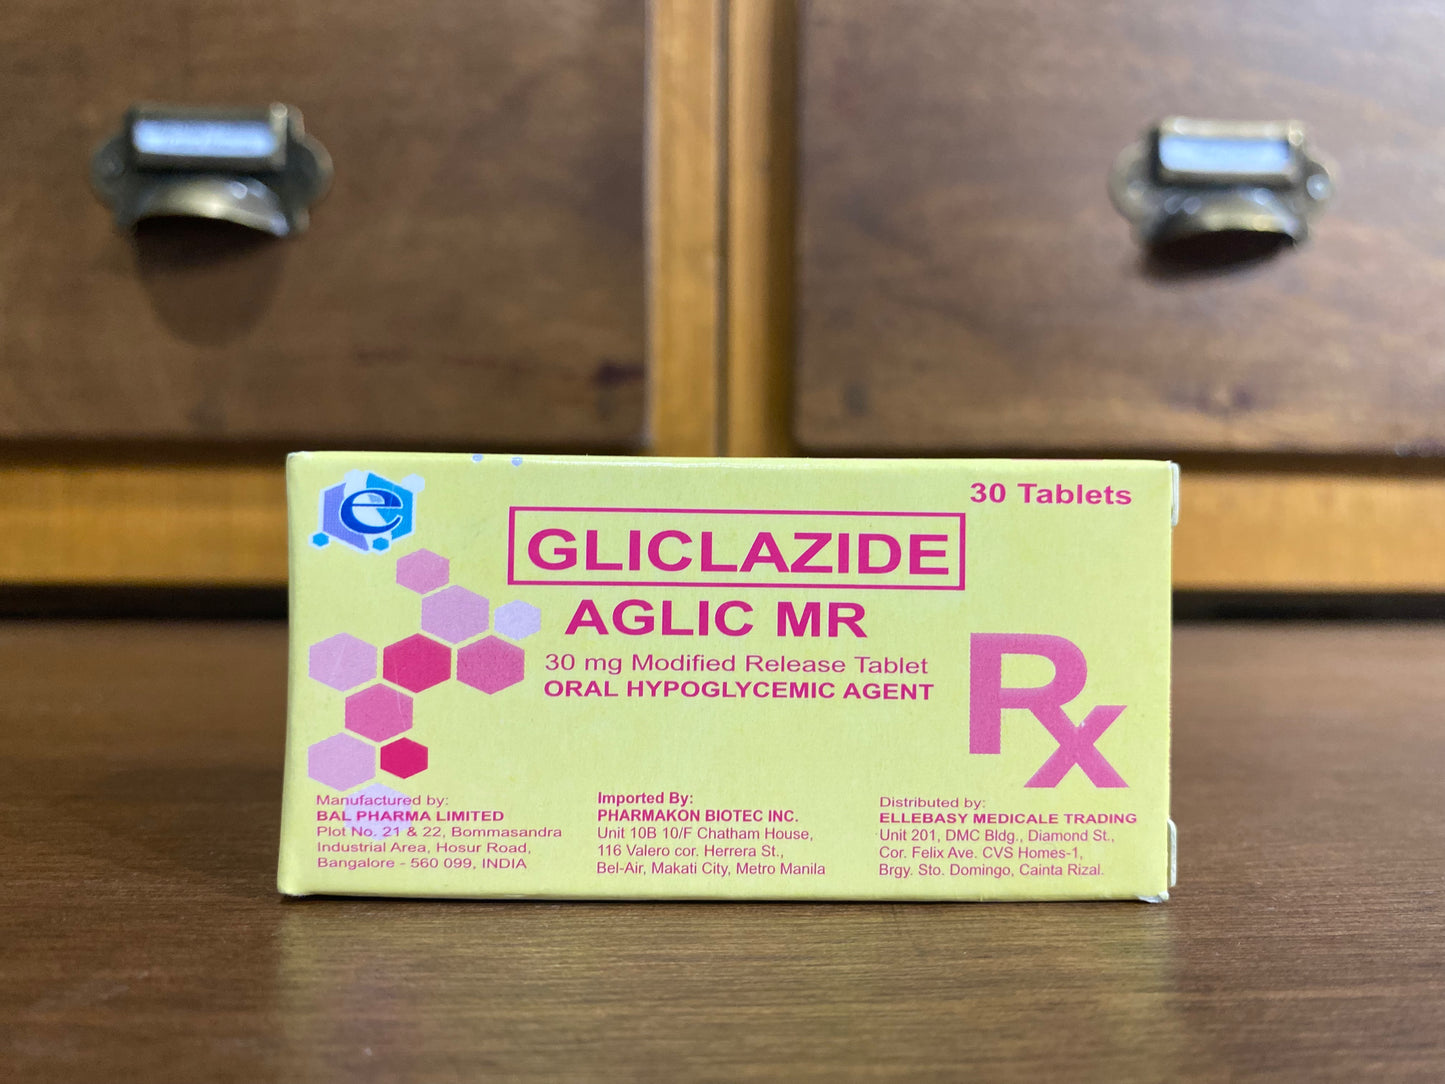 e
30 Tablets
GLICLAZIDE
AGLIC MR
30 mg Modified Release Tablet
ORAL HYPOGLYCEMIC AGENT
Rx
Manufactured by:
BAL PHARMA LIMITED
Plot No. 21 & 22, Bommasandra
Industrial Area, Hosur Road,
Bangalore - 560 099, INDIA
Imported By:
PHARMAKON BIOTEC INC.
Unit 10B 10/F Chatham House,
116 Valero cor. Herrera St.,
Bel-Air, Makati City, Metro Manila
Distributed by:
ELLEBASY MEDICALE TRADING
Unit 201, DMC Bldg., Diamond St.,
Cor. Felix Ave. CVS Homes-1,
Brgy. Sto. Domingo, Cainta Rizal.